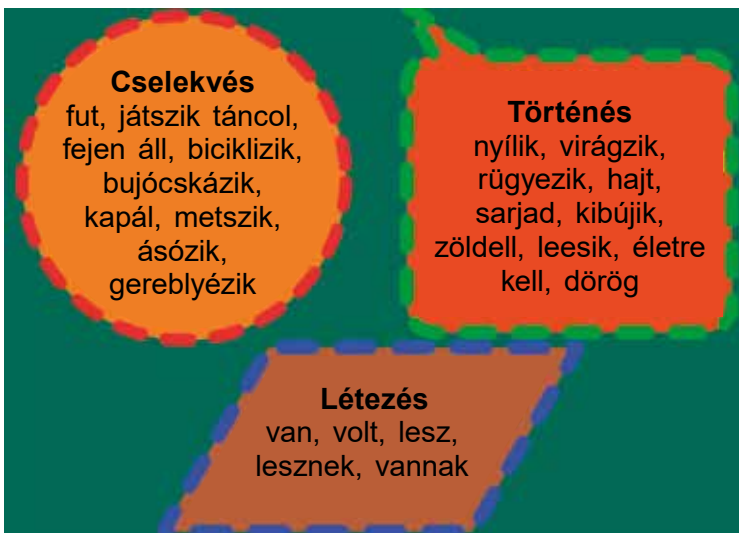 Cselekvés
fut, játszik táncol,
fejen áll, biciklizik,
bujócskázik,
kapál, metszik,
ásózik,
gereblyézik
Történés
nyílik, virágzik,
rügyezik, hajt,
sarjad, kibújik,
zöldell, leesik, életre
kell, dörög
Létezés
van, volt, lesz,
lesznek, vannak